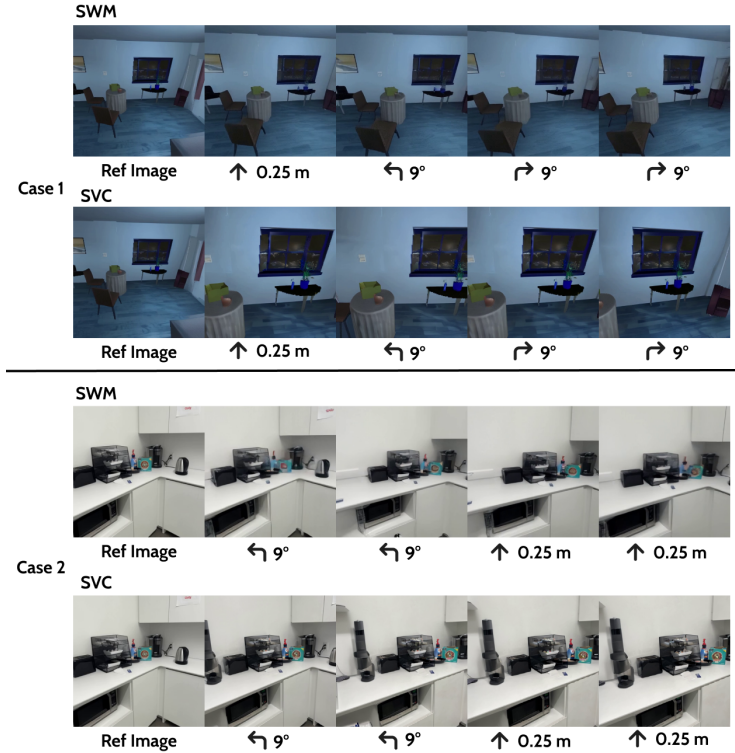 SWM
Ref Image ↑ 0.25 m ↰ 9° ↱ 9° ↱ 9°
Case 1
SVC
Ref Image ↑ 0.25 m ↰ 9° ↱ 9° ↱ 9°
SWM
Ref Image ↰ 9° ↰ 9° ↑ 0.25 m ↑ 0.25 m
Case 2
SVC
Ref Image ↰ 9° ↰ 9° ↑ 0.25 m ↑ 0.25 m